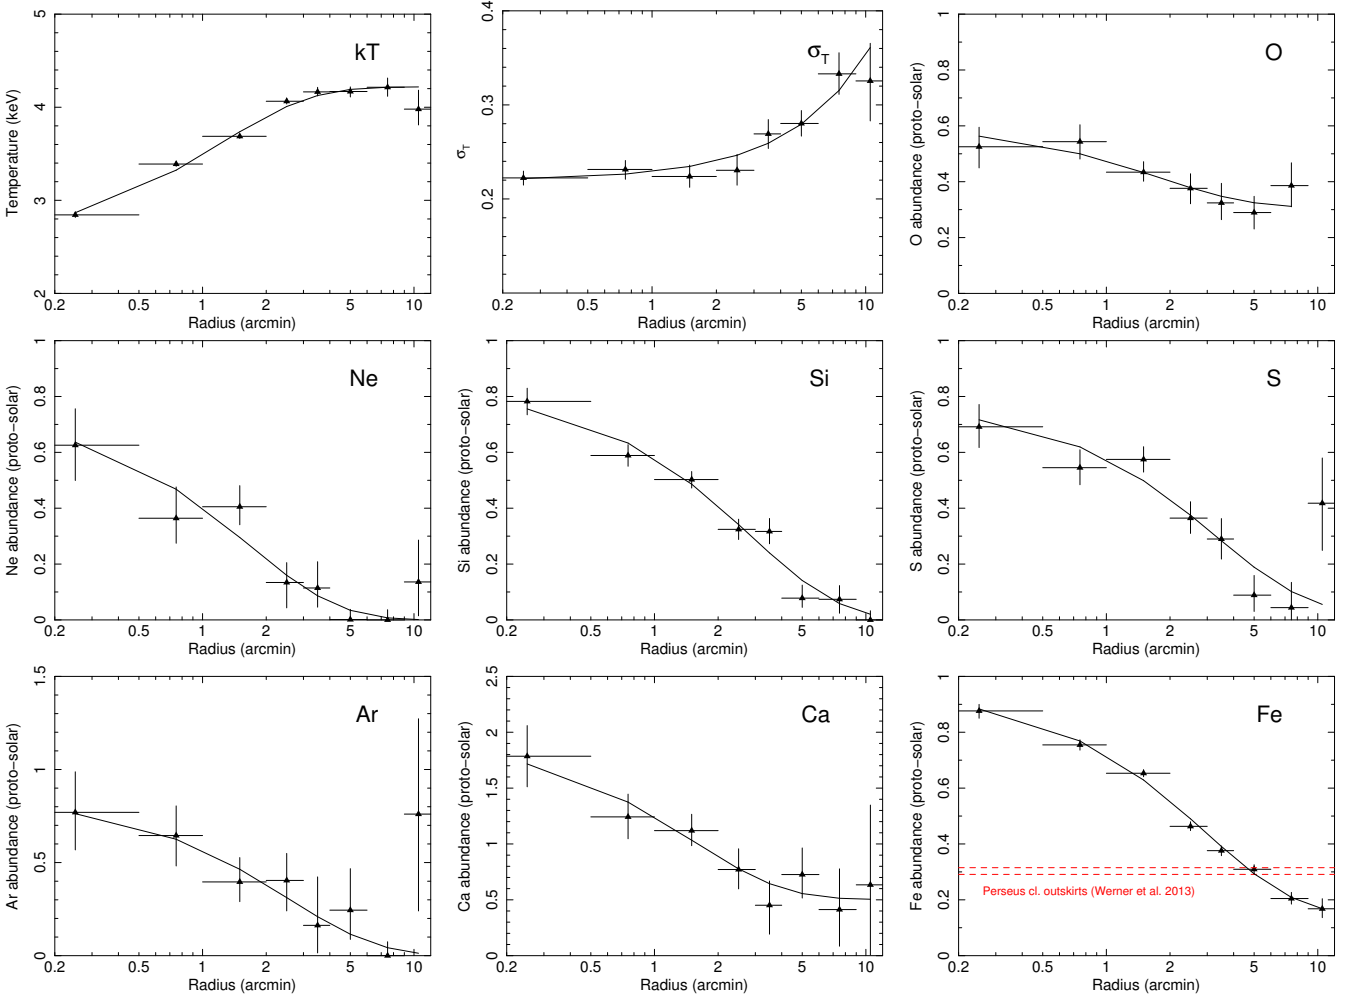 kT
Temperature (keV)
5
4
3
2
0.2 0.5 1 2 5 10
Radius (arcmin)
σT
σT
0.4
0.3
0.2
0.2 0.5 1 2 5 10
Radius (arcmin)
O
O abundance (proto−solar)
1
0.8
0.6
0.4
0.2
0
0.2 0.5 1 2 5 10
Radius (arcmin)
Ne
Ne abundance (proto−solar)
1
0.8
0.6
0.4
0.2
0
0.2 0.5 1 2 5 10
Radius (arcmin)
Si
Si abundance (proto−solar)
1
0.8
0.6
0.4
0.2
0
0.2 0.5 1 2 5 10
Radius (arcmin)
S
S abundance (proto−solar)
1
0.8
0.6
0.4
0.2
0
0.2 0.5 1 2 5 10
Radius (arcmin)
Ar
Ar abundance (proto−solar)
1.5
1
0.5
0
0.2 0.5 1 2 5 10
Radius (arcmin)
Ca
Ca abundance (proto−solar)
2.5
2
1.5
1
0.5
0
0.2 0.5 1 2 5 10
Radius (arcmin)
Fe
Fe abundance (proto−solar)
1
0.8
0.6
0.4
0.2
0
Perseus cl. outskirts (Werner et al. 2013)
0.2 0.5 1 2 5 10
Radius (arcmin)